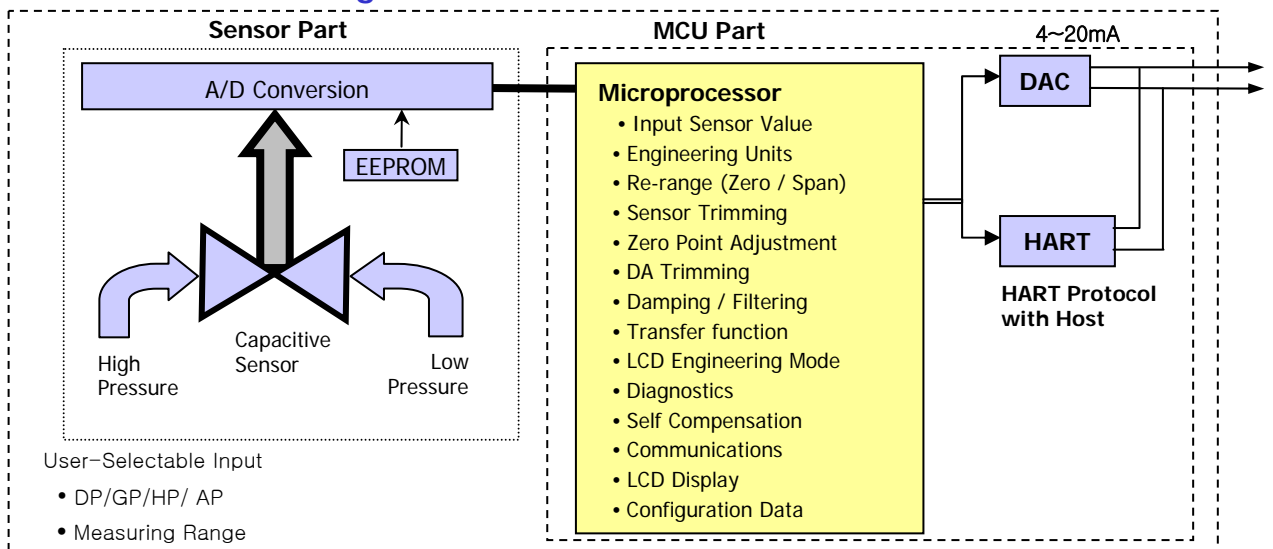 Sensor Part
MCU Part
4~20mA
A/D Conversion
EEPROM
High
Pressure
Capacitive
Sensor
Low
Pressure
User-Selectable Input
• DP/GP/HP/ AP
• Measuring Range
Microprocessor
• Input Sensor Value
• Engineering Units
• Re-range (Zero / Span)
• Sensor Trimming
• Zero Point Adjustment
• DA Trimming
• Damping / Filtering
• Transfer function
• LCD Engineering Mode
• Diagnostics
• Self Compensation
• Communications
• LCD Display
• Configuration Data
DAC
HART
HART Protocol
with Host